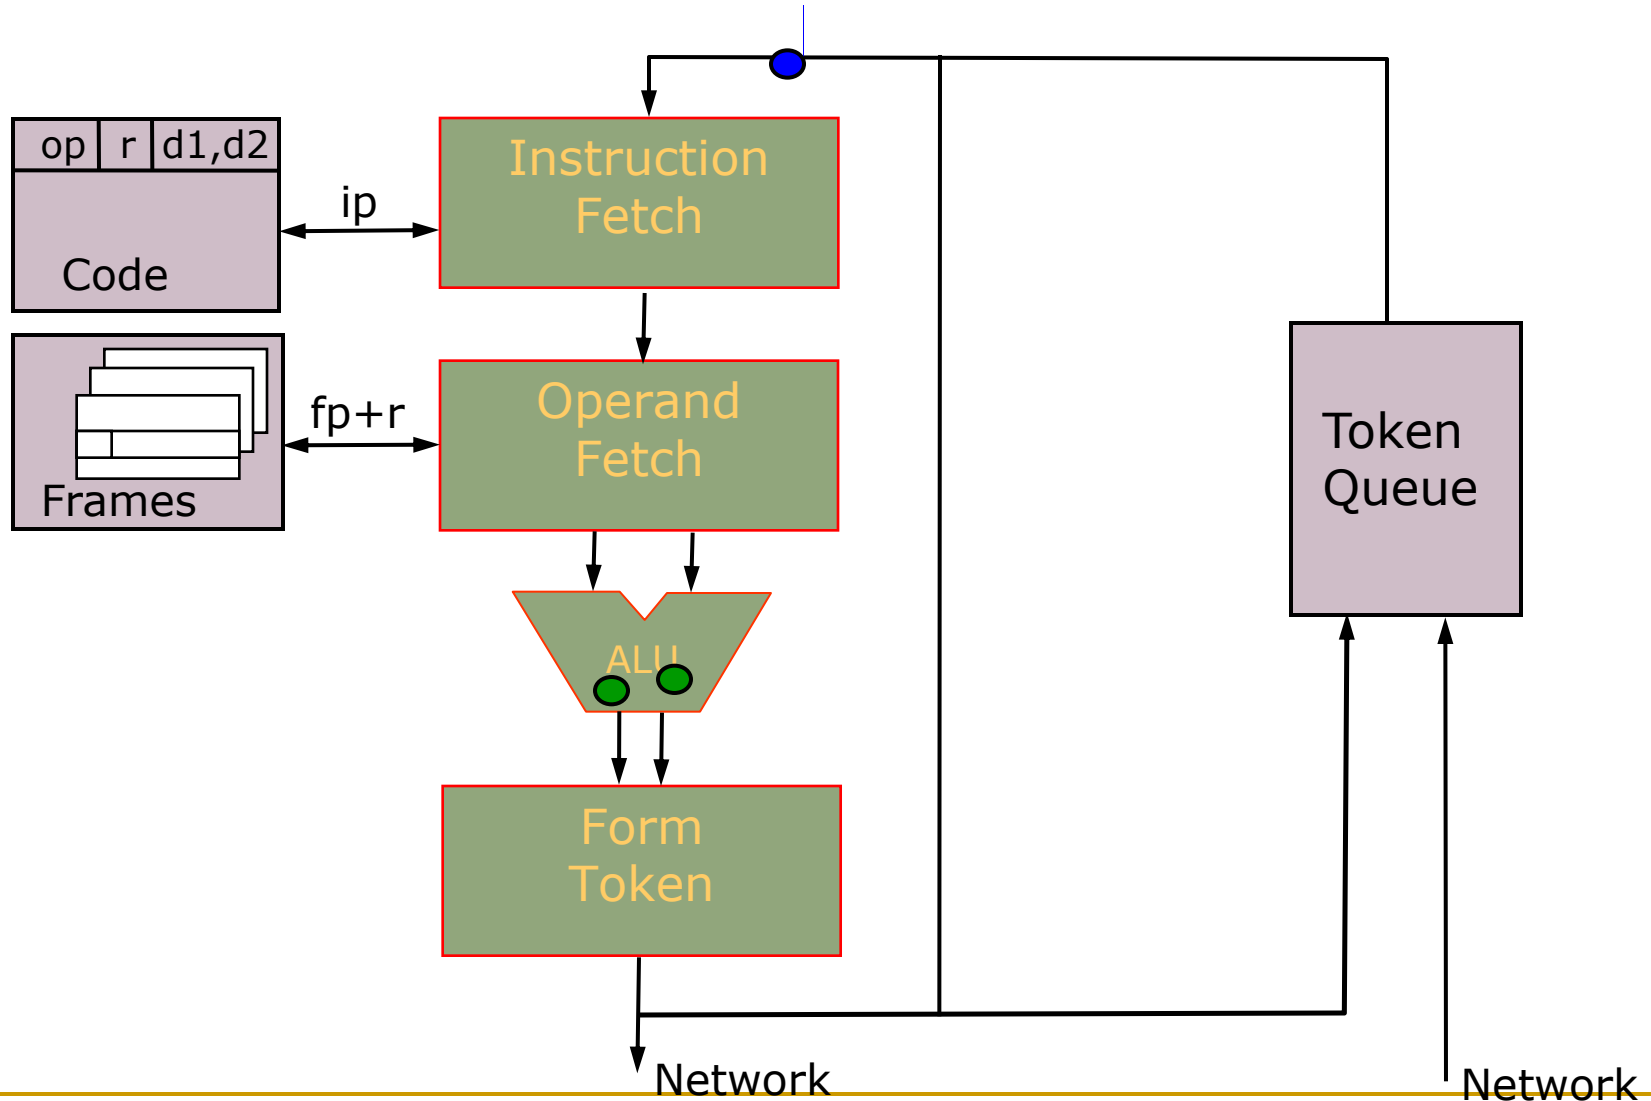 op r d1,d2
Code
ip
Instruction
Fetch
Frames
fp+r
Operand
Fetch
ALU
Form
Token
Token
Queue
Network
Network